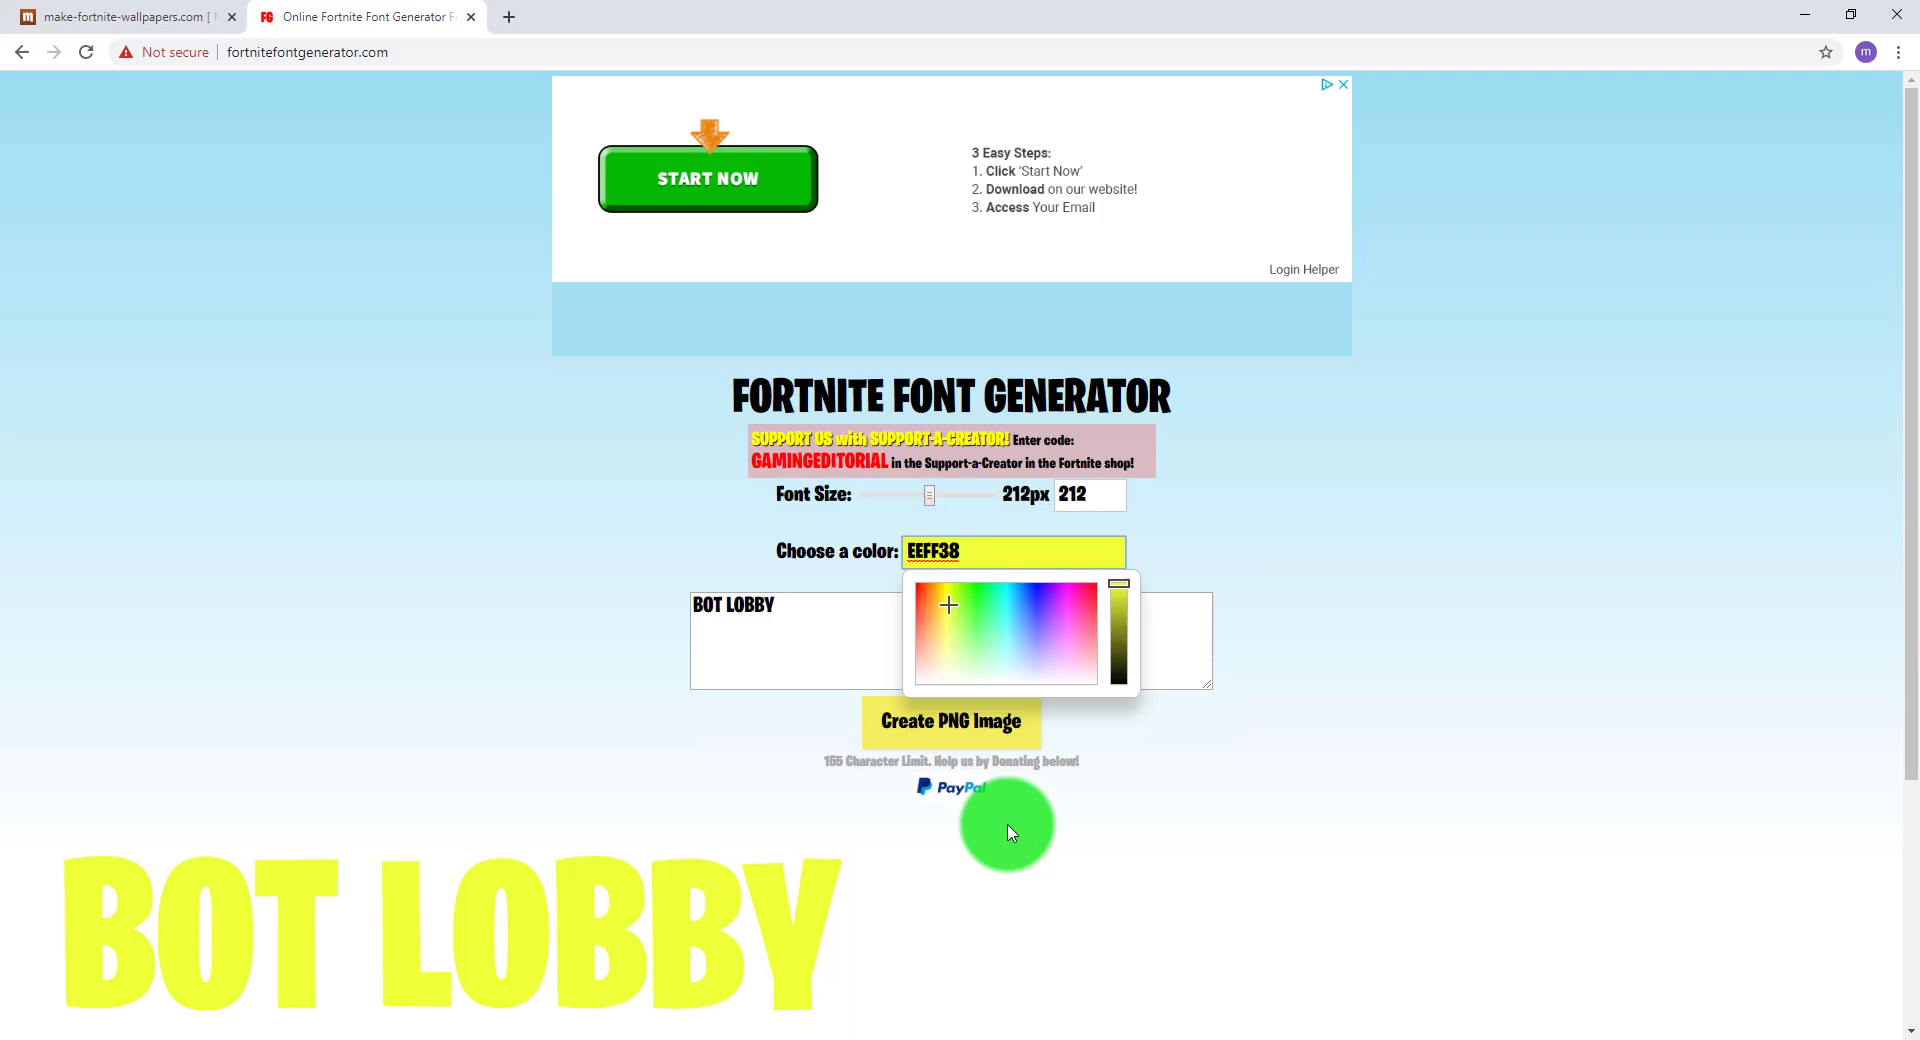 make-fortnite-wallpapers.com [
Online Fortnite Font Generator F
Not secure
fortnitefontgenerator.com
m
START NOW
3 Easy Steps:
1. Click 'Start Now'
2. Download on our website!
3. Access Your Email
Login Helper
FORTNITE FONT GENERATOR
SUPPORT US with SUPPORT-A-CREATOR! Enter code:
GAMINGEDITORIAL in the Support-a-Creator in the Fortnite shop!
Font Size: 212px 212
Choose a color: EEFF38
BOT LOBBY
Create PNG Image
155 Character Limit. Help us by Donating below!
PayPal
BOT LOBBY